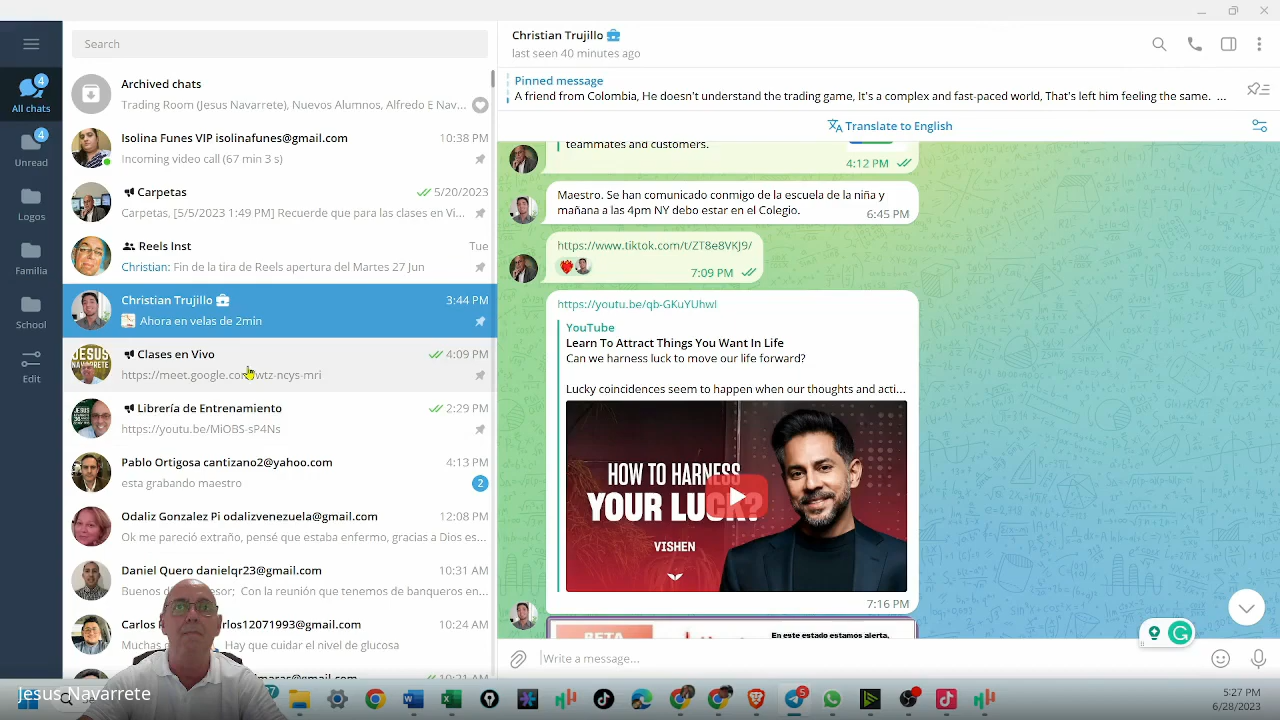 Search
Archived chats
Trading Room (Jesus Navarrete), Nuevos Alumnos, Alfredo E Nav...
Isolina Funes VIP isolinafunes@gmail.com 10:38 PM
Incoming video call (67 min 3 s)
Carpetas 5/20/2023
Carpetas, [5/5/2023 1:49 PM] Recuerde que para las clases en Vi...
Reels Inst Tue
Christian: Fin de la tira de Reels apertura del Martes 27 Jun
Christian Trujillo 3:44 PM
Ahora en velas de 2min
Clases en Vivo 4:09 PM
https://meet.google.com/wtz-ncys-mri
Librería de Entrenamiento 2:29 PM
https://youtu.be/MiOBS-sP4Ns
Pablo Ortigosa cantizano2@yahoo.com 4:13 PM
esta grabando maestro 2
Odaliz Gonzalez Pi odalizvenezuela@gmail.com 12:08 PM
Ok me pareció extraño, pensé que estaba enfermo, gracias a Dios es...
Daniel Quero danielqr23@gmail.com 10:31 AM
Buenos Con la reunión que tenemos de banqueros en...
Carlos 10:24 AM
Muchas Hay que cuidar el nivel de glucosa
4
All chats
4
Unread
Logos
Familia
School
Edit
JESUS
NAVARRETE
Christian Trujillo
last seen 40 minutes ago
Pinned message
A friend from Colombia, He doesn't understand the trading game, It's a complex and fast-paced world, That's left him feeling the same. ...
Translate to English
teammates and customers.
4:12 PM
Maestro. Se han comunicado conmigo de la escuela de la niña y
mañana a las 4pm NY debo estar en el Colegio. 6:45 PM
https://www.tiktok.com/t/ZT8e8VKJ9/
7:09 PM
https://youtu.be/qb-GKuYUhwI
YouTube
Learn To Attract Things You Want In Life
Can we harness luck to move our life forward?
Lucky coincidences seem to happen when our thoughts and acti...
HOW TO HARNESS
YOUR LUCK?
VISHEN
7:16 PM
BETA
En este estado estamos alerta,
Write a message...
Jesus Navarrete
5
5:27 PM
6/28/2023